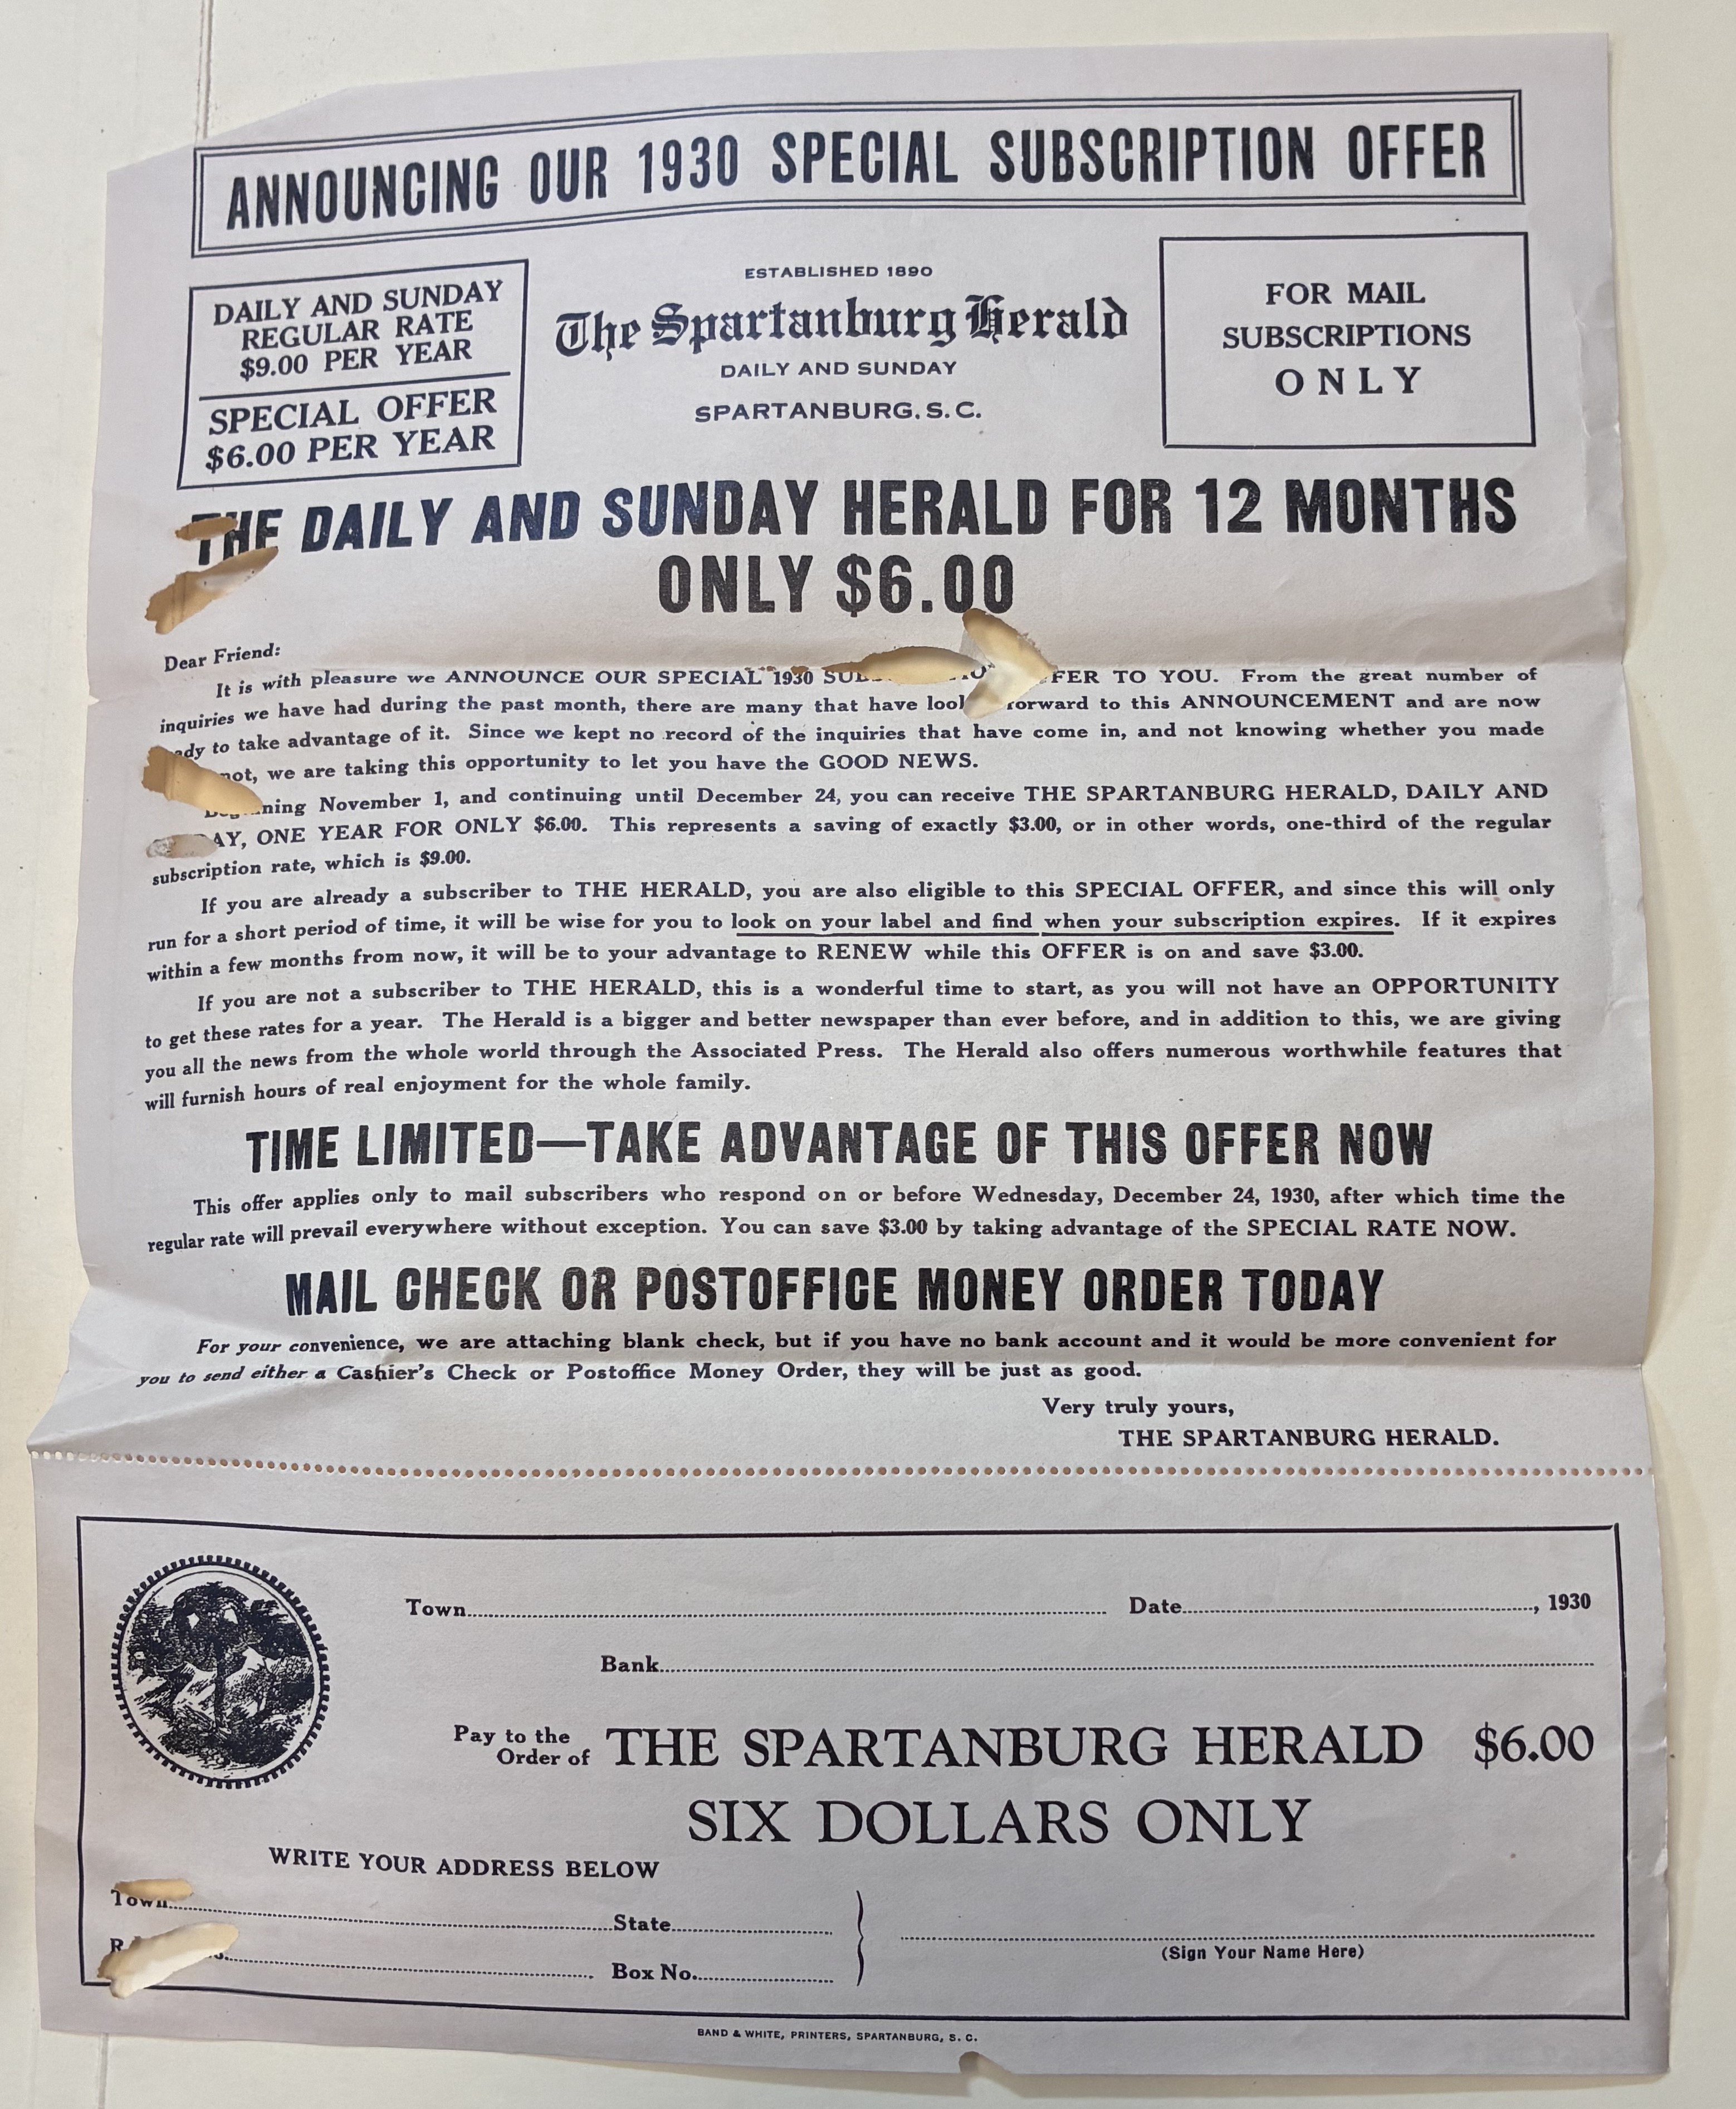 ANNOUNCING OUR 1930 SPECIAL SUBSCRIPTION OFFER
DAILY AND SUNDAY
REGULAR RATE
$9.00 PER YEAR
SPECIAL OFFER
$6.00 PER YEAR
ESTABLISHED 1890
The Spartanburg Herald
DAILY AND SUNDAY
SPARTANBURG, S. C.
FOR MAIL
SUBSCRIPTIONS
ONLY
THE DAILY AND SUNDAY HERALD FOR 12 MONTHS
ONLY $6.00
Dear Friend:
It is with pleasure we ANNOUNCE OUR SPECIAL 1930 TO YOU. From the great number of
inquiries we have had during the past month, there are many that have forward to this ANNOUNCEMENT and are now
to take advantage of it. Since we kept no record of the inquiries that have come in, and not knowing whether you made
not, we are taking this opportunity to let you have the GOOD NEWS.
November 1, and continuing until December 24, you can receive THE SPARTANBURG HERALD, DAILY AND
ONE YEAR FOR ONLY $6.00. This represents a saving of exactly $3.00, or in other words, one-third of the regular
subscription rate, which is $9.00.
If you are already a subscriber to THE HERALD, you are also eligible to this SPECIAL OFFER, and since this will only
run for a short period of time, it will be wise for you to look on your label and find when your subscription expires. If it expires
within a few months from now, it will be to your advantage to RENEW while this OFFER is on and save $3.00.
If you are not a subscriber to THE HERALD, this is a wonderful time to start, as you will not have an OPPORTUNITY
to get these rates for a year. The Herald is a bigger and better newspaper than ever before, and in addition to this, we are giving
you all the news from the whole world through the Associated Press. The Herald also offers numerous worthwhile features that
will furnish hours of real enjoyment for the whole family.
TIME LIMITED—TAKE ADVANTAGE OF THIS OFFER NOW
This offer applies only to mail subscribers who respond on or before Wednesday, December 24, 1930, after which time the
regular rate will prevail everywhere without exception. You can save $3.00 by taking advantage of the SPECIAL RATE NOW.
MAIL CHECK OR POSTOFFICE MONEY ORDER TODAY
For your convenience, we are attaching blank check, but if you have no bank account and it would be more convenient for
you to send either a Cashier's Check or Postoffice Money Order, they will be just as good.
Very truly yours,
THE SPARTANBURG HERALD.
Town Date , 1930
Bank
Pay to the
Order of THE SPARTANBURG HERALD $6.00
SIX DOLLARS ONLY
WRITE YOUR ADDRESS BELOW
Town State
Box No.
(Sign Your Name Here)
BAND & WHITE, PRINTERS, SPARTANBURG, S. C.